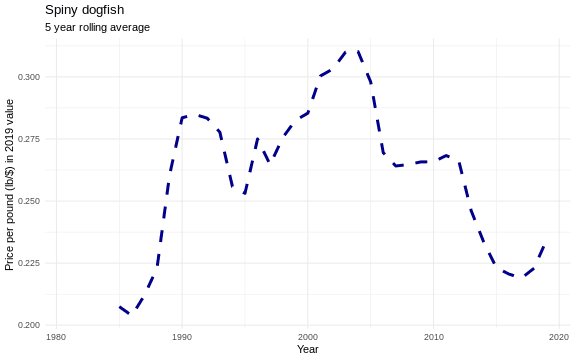 Spiny dogfish
5 year rolling average
Price per pound (lb/$) in 2019 value
0.300
0.275
0.250
0.225
0.200
1980
1990
2000
2010
2020
Year